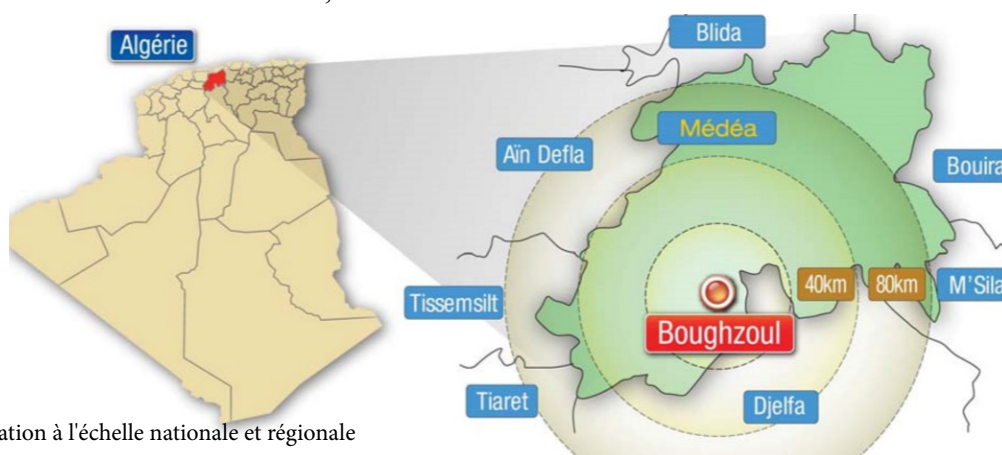 Algérie
Blida
Médéa
Aïn Defla
Bouira
40km
80km
M'Sila
Tissemsilt
Boughzoul
Tiaret
Djelfa
ation à l'échelle nationale et régionale